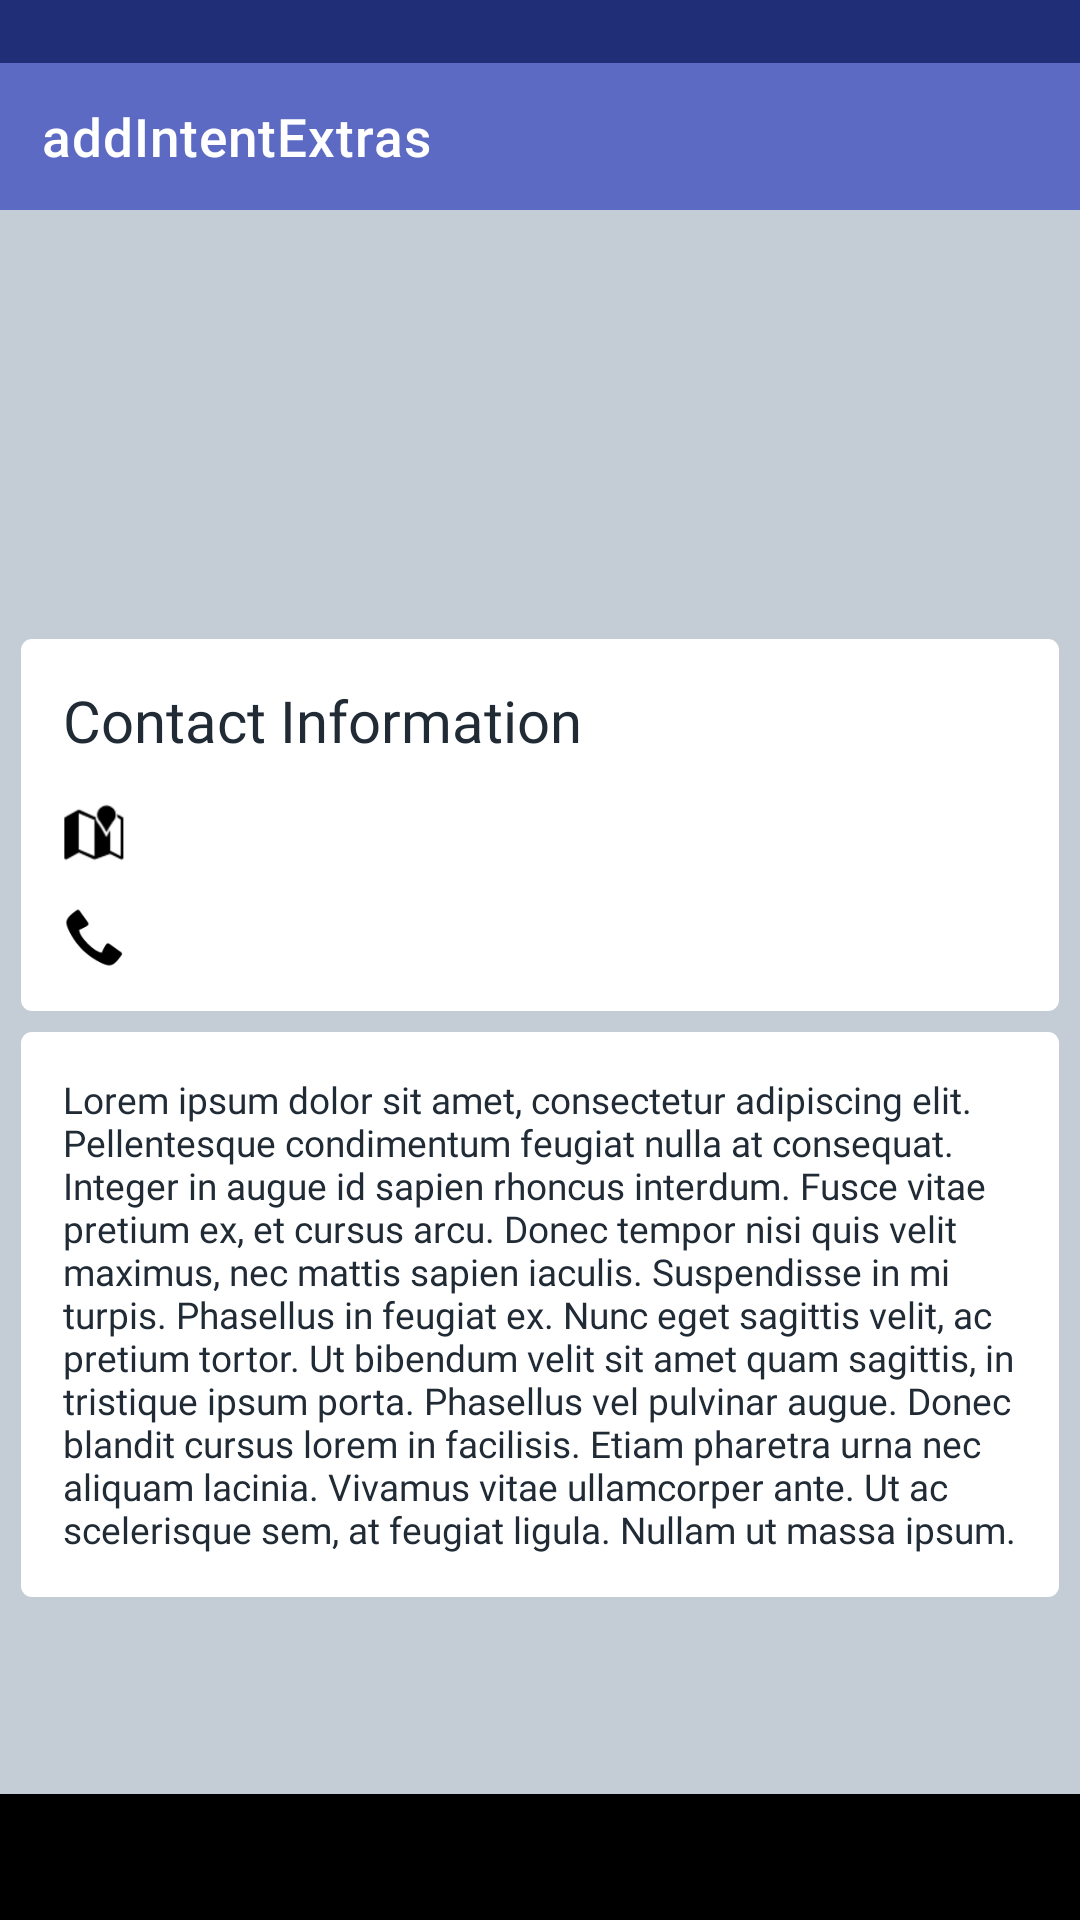 addIntentExtras
Contact Information
Lorem ipsum dolor sit amet, consectetur adipiscing elit.
Pellentesque condimentum feugiat nulla at consequat.
Integer in augue id sapien rhoncus interdum. Fusce vitae
pretium ex, et cursus arcu. Donec tempor nisi quis velit
maximus, nec mattis sapien iaculis. Suspendisse in mi
turpis. Phasellus in feugiat ex. Nunc eget sagittis velit, ac
pretium tortor. Ut bibendum velit sit amet quam sagittis, in
tristique ipsum porta. Phasellus vel pulvinar augue. Donec
blandit cursus lorem in facilisis. Etiam pharetra urna nec
aliquam lacinia. Vivamus vitae ullamcorper ante. Ut ac
scelerisque sem, at feugiat ligula. Nullam ut massa ipsum.